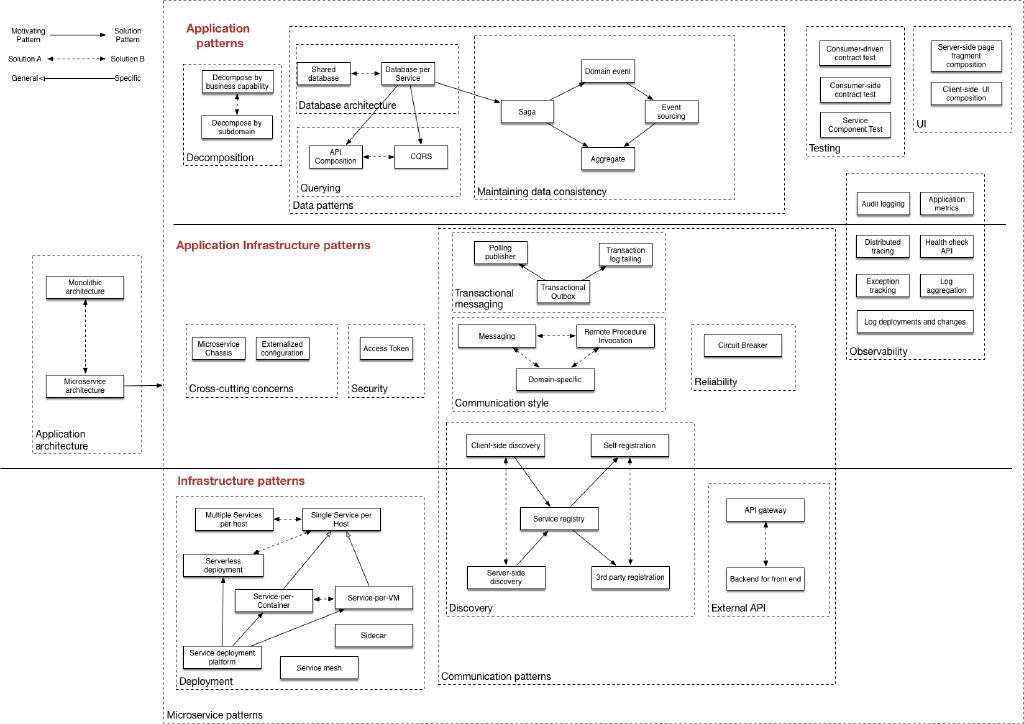 Motivating
Pattern
Solution
Pattern
Solution A
Solution B
General
Specific
Application
patterns
Decompose by
business capability
Decompose by
subdomain
Decomposition
Shared
database
Database per
Service
Database architecture
API
Composition
CQRS
Querying
Data patterns
Domain event
Saga
Event
sourcing
Aggregate
Maintaining data consistency
Consumer-driven
contract test
Consumer-side
contract test
Service
Component Test
Testing
Server-side page
fragment
composition
Client-side UI
composition
UI
Audit logging
Application
metrics
Distributed
tracing
Health check
API
Exception
tracking
Log
aggregation
Log deployments and changes
Observability
Application Infrastructure patterns
Monolithic
architecture
Microservice
architecture
Application
architecture
Microservice
Chassis
Externalized
configuration
Cross-cutting concerns
Access Token
Security
Polling
publisher
Transaction
log tailing
Transactional
Outbox
Transactional
messaging
Messaging
Remote Procedure
Invocation
Domain-specific
Communication style
Circuit Breaker
Reliability
Client-side discovery
Self registration
Service registry
Server-side
discovery
3rd party registration
Discovery
API gateway
Backend for front end
External API
Communication patterns
Infrastructure patterns
Multiple Services
per host
Single Service per
Host
Serverless
deployment
Service-per-
Container
Service-per-VM
Sidecar
Service deployment
platform
Service mesh
Deployment
Microservice patterns